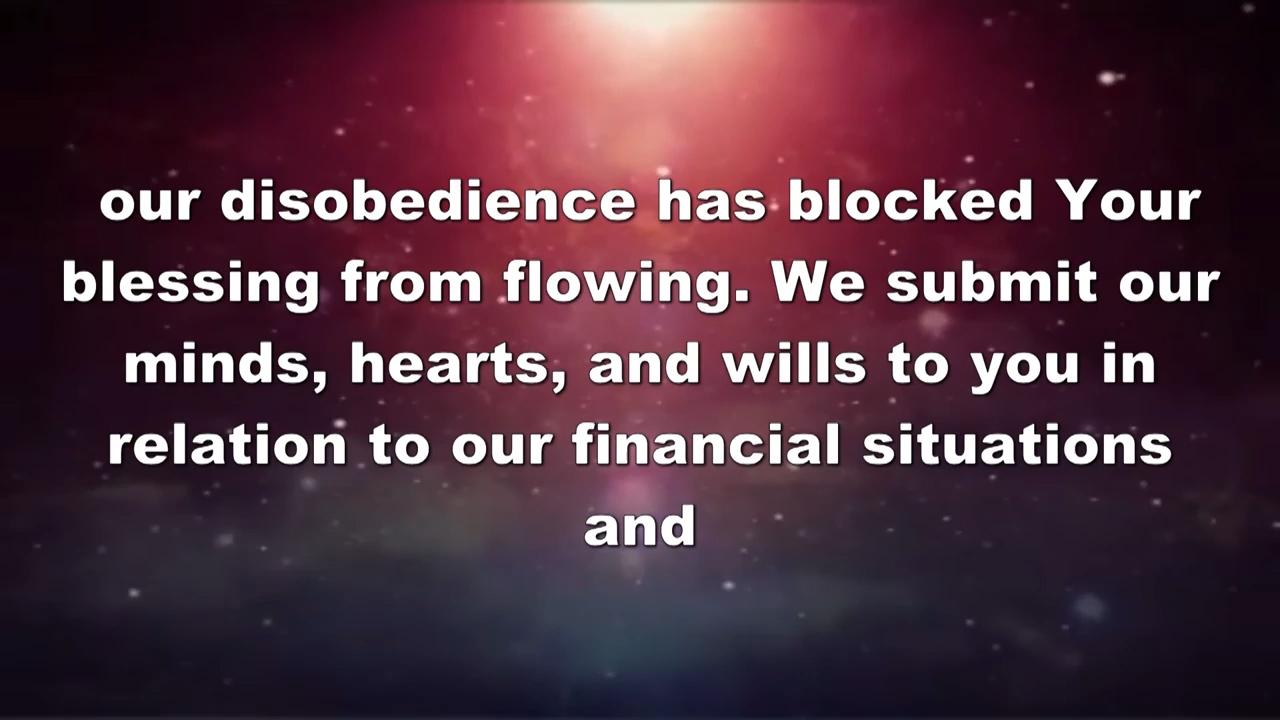 our disobedience has blocked Your
blessing from flowing. We submit our
minds, hearts, and wills to you in
relation to our financial situations
and